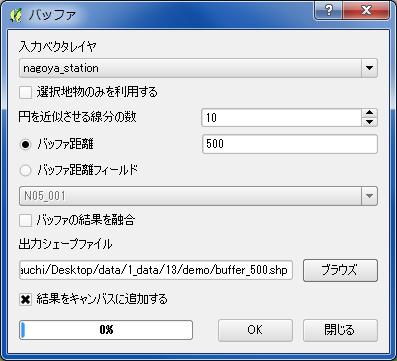 バッファ
入力ベクタレイヤ
nagoya_station
選択地物のみを利用する
円を近似させる線分の数 10
バッファ距離 500
バッファ距離フィールド
N05_001
バッファの結果を融合
出力シェープファイル
auchi/Desktop/data/1_data/13/demo/buffer_500.shp ブラウズ
結果をキャンバスに追加する
0% OK 閉じる